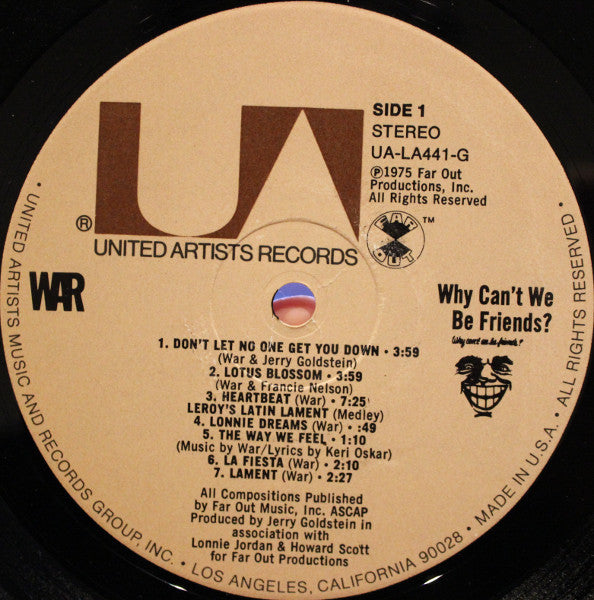 SIDE 1
STEREO
UA-LA441-G
℗1975 Far Out
Productions, Inc.
All Rights Reserved
UA
®
UNITED ARTISTS RECORDS
FAR
OUT
™
WAR
Why Can't We
Be Friends?
Why can't we be friends?
1. DON'T LET NO ONE GET YOU DOWN • 3:59
(War & Jerry Goldstein)
2. LOTUS BLOSSOM • 3:59
(War & Francie Nelson)
3. HEARTBEAT (War) • 7:25
LEROY'S LATIN LAMENT (Medley)
4. LONNIE DREAMS (War) • :49
5. THE WAY WE FEEL • 1:10
(Music by War/Lyrics by Keri Oskar)
6. LA FIESTA (War) • 2:10
7. LAMENT (War) • 2:27
All Compositions Published
by Far Out Music, Inc. ASCAP
Produced by Jerry Goldstein in
association with
Lonnie Jordan & Howard Scott
for Far Out Productions
• UNITED ARTISTS MUSIC AND RECORDS GROUP, INC. • LOS ANGELES, CALIFORNIA 90028 • MADE IN U.S.A. • ALL RIGHTS RESERVED •